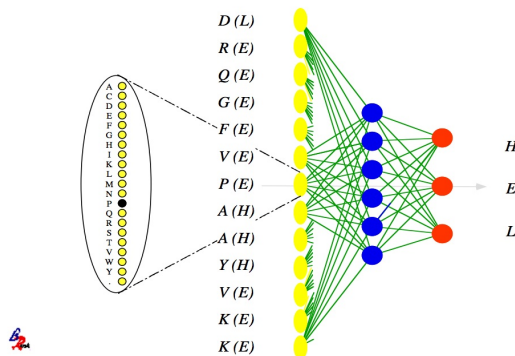 A
C
D
E
F
G
H
I
K
L
M
N
P
Q
R
S
T
V
W
Y
.
D (L)
R (E)
Q (E)
G (E)
F (E)
V (E)
P (E)
A (H)
A (H)
Y (H)
V (E)
K (E)
K (E)
H
E
L